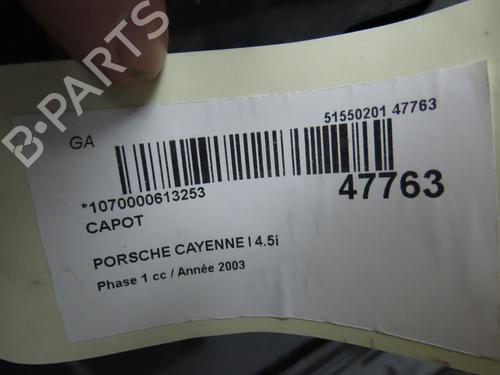 B-PARTS
GA
51550201 47763
*1070000613253
47763
CAPOT
PORSCHE CAYENNE I 4.5i
Phase 1 cc / Année 2003